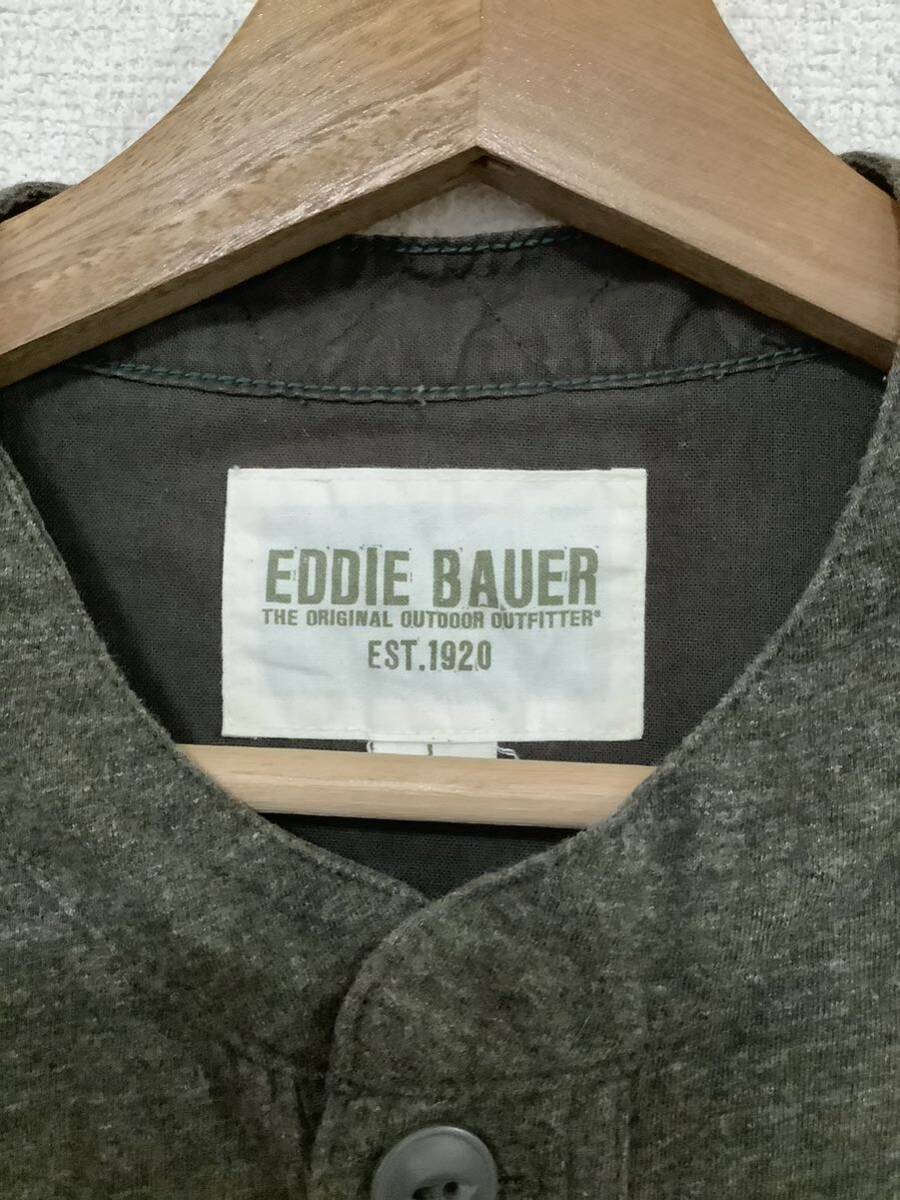 EDDIE BAUER
THE ORIGINAL OUTDOOR OUTFITTER®
EST.1920